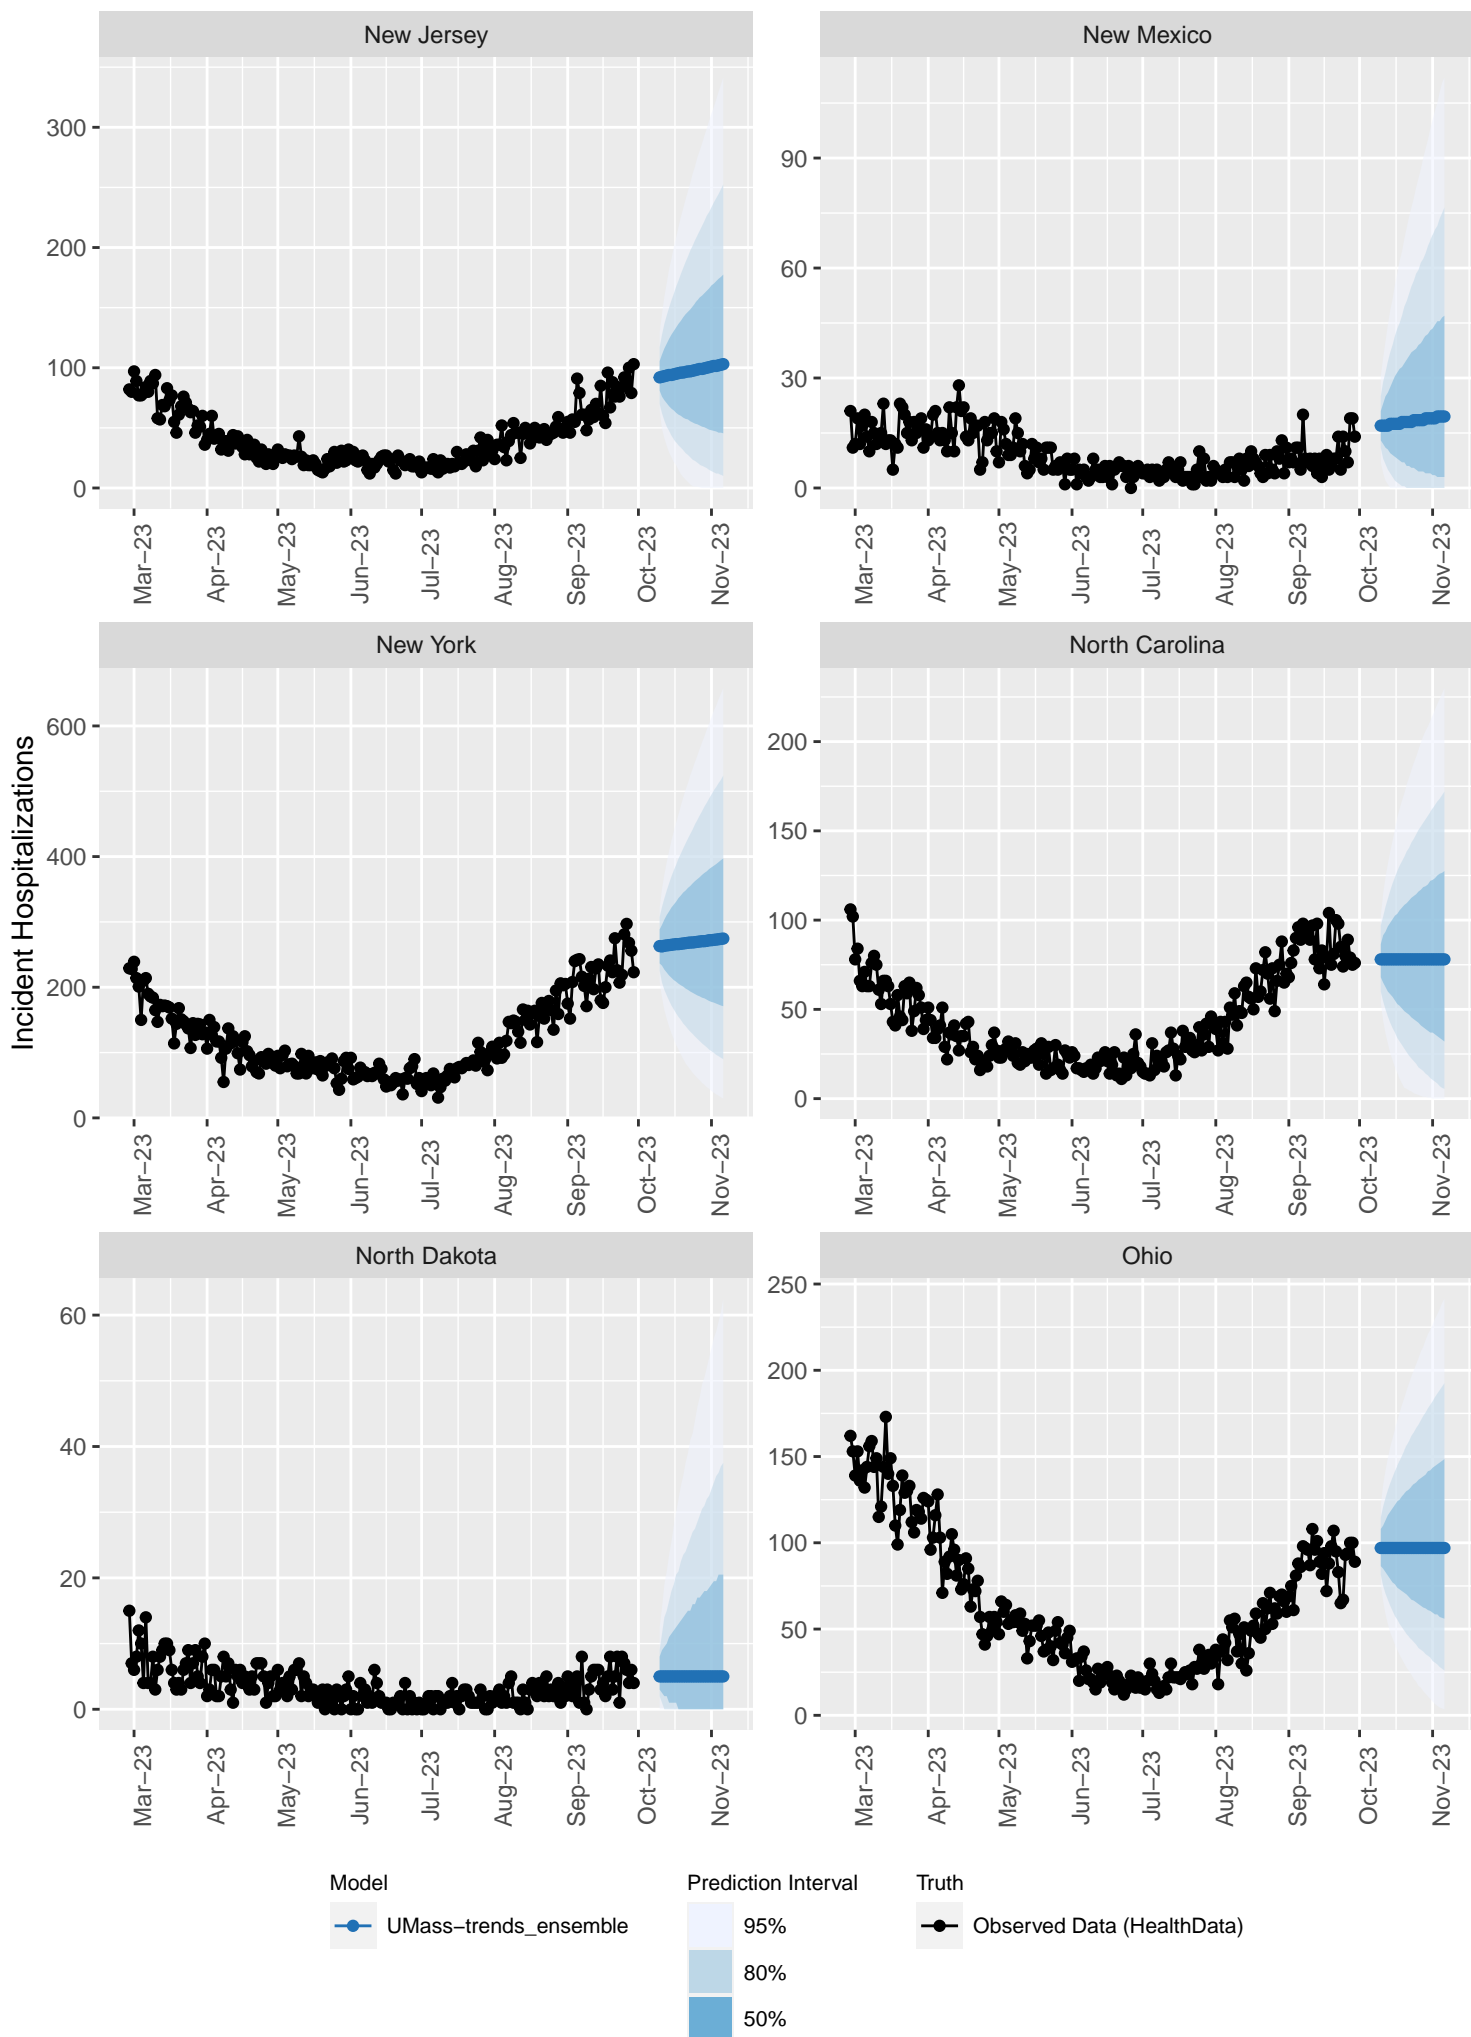 New Jersey
New Mexico
300
200
100
0
90
60
30
0
Mar−23
Apr−23
May−23
Jun−23
Jul−23
Aug−23
Sep−23
Oct−23
Nov−23
Mar−23
Apr−23
May−23
Jun−23
Jul−23
Aug−23
Sep−23
Oct−23
Nov−23
Incident Hospitalizations
New York
North Carolina
600
400
200
0
200
150
100
50
0
Mar−23
Apr−23
May−23
Jun−23
Jul−23
Aug−23
Sep−23
Oct−23
Nov−23
Mar−23
Apr−23
May−23
Jun−23
Jul−23
Aug−23
Sep−23
Oct−23
Nov−23
North Dakota
Ohio
60
40
20
0
250
200
150
100
50
0
Mar−23
Apr−23
May−23
Jun−23
Jul−23
Aug−23
Sep−23
Oct−23
Nov−23
Mar−23
Apr−23
May−23
Jun−23
Jul−23
Aug−23
Sep−23
Oct−23
Nov−23
Model
UMass−trends_ensemble
Prediction Interval
95%
80%
50%
Truth
Observed Data (HealthData)